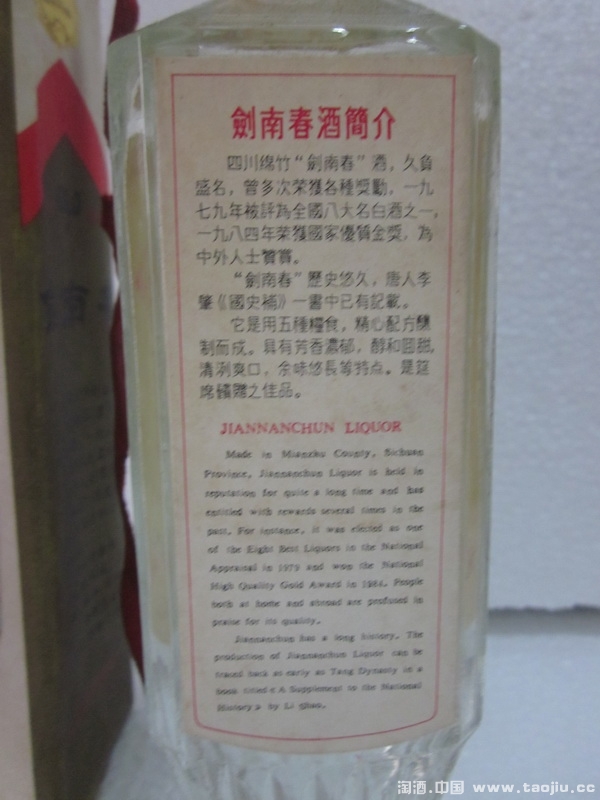 劍南春酒簡介
四川綿竹“劍南春”酒，久負
盛名，曾多次榮獲各種獎勵，一九
七九年被評為全國八大名白酒之一，
一九八四年荣獲國家優質金奬，為
中外人士贊賞。
“劍南春”歷史悠久，唐人李
肇《國史補》一書中已有記載。
它是用五種糧食，精心配方釀
制而成。具有芳香濃郁，醇和回甜，
清洌爽口，余味悠長等特点。是筵
席饋贈之佳品。
JIANNANCHUN LIQUOR
Made in Mianzhu County, Sichuan
Province, Jiannanchun Liquor is held in
reputation for quite a long time and has
entitled with rewards several times in the
past. For instance, it was elected as one
of the Eight Best Liquors in the National
Appraisal in 1979 and won the National
High Quality Gold Award in 1984. People
both at home and abroad are profused in
praise for its quality.
Jiannanchun has a long history. The
production of Jiannanchun Liquor can be
traced back as early as Tang Dynasty in a
book titled « A Supplement to the National
History » by Li Zhao.
淘酒.中国 www.taojiu.cc